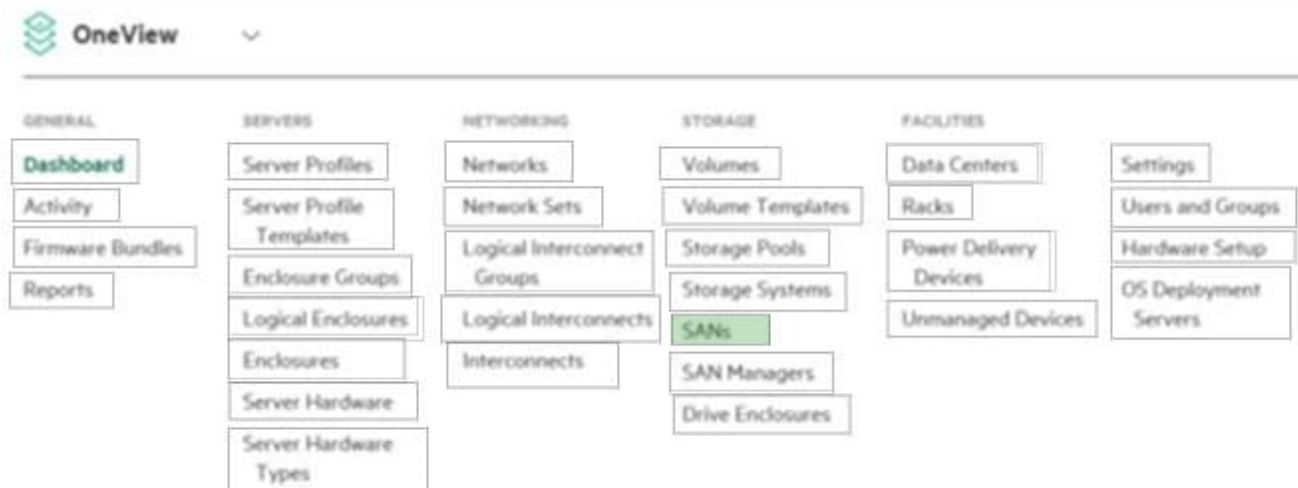 OneView
GENERAL
Dashboard
Activity
Firmware Bundles
Reports
SERVERS
Server Profiles
Server Profile
Templates
Enclosure Groups
Logical Enclosures
Enclosures
Server Hardware
Server Hardware
Types
NETWORKING
Networks
Network Sets
Logical Interconnect
Groups
Logical Interconnects
Interconnects
STORAGE
Volumes
Volume Templates
Storage Pools
Storage Systems
SANs
SAN Managers
Drive Enclosures
FACILITIES
Data Centers
Racks
Power Delivery
Devices
Unmanaged Devices
Settings
Users and Groups
Hardware Setup
OS Deployment
Servers